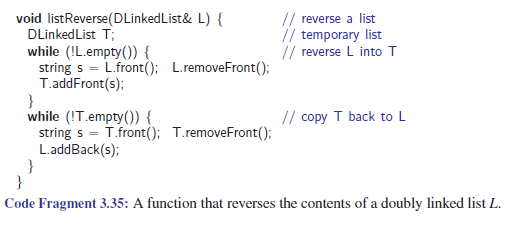 void listReverse(DLinkedList& L) { // reverse a list
DLinkedList T; // temporary list
while (!L.empty()) { // reverse L into T
string s = L.front(); L.removeFront();
T.addFront(s);
}
while (!T.empty()) { // copy T back to L
string s = T.front(); T.removeFront();
L.addBack(s);
}
}
Code Fragment 3.35: A function that reverses the contents of a doubly linked list L.